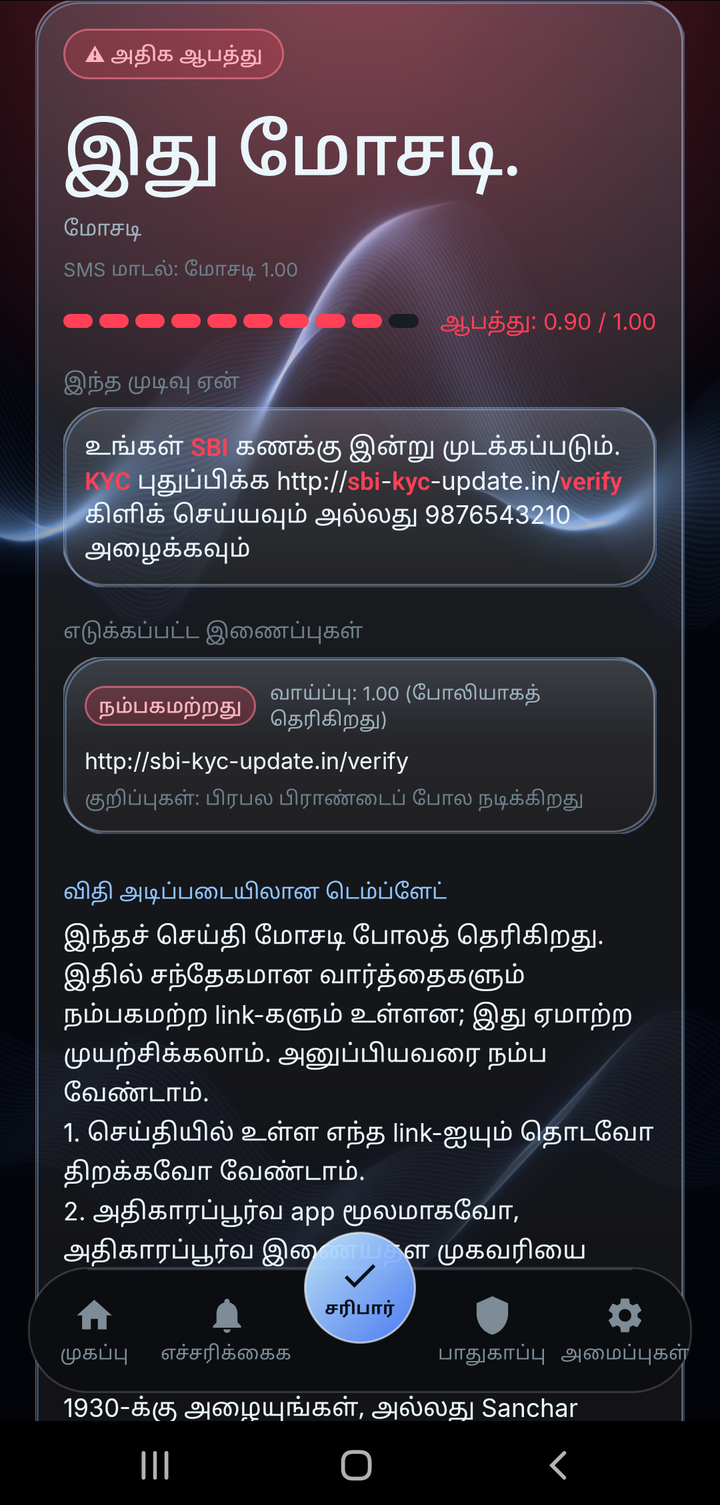 ⚠ அதிக ஆபத்து
இது மோசடி.
மோசடி
SMS மாடல்: மோசடி 1.00
ஆபத்து: 0.90 / 1.00
இந்த முடிவு ஏன்
உங்கள் SBI கணக்கு இன்று முடக்கப்படும்.
KYC புதுப்பிக்க http://sbi-kyc-update.in/verify
கிளிக் செய்யவும் அல்லது 9876543210
அழைக்கவும்
எடுக்கப்பட்ட இணைப்புகள்
நம்பகமற்றது
வாய்ப்பு: 1.00 (போலியாகத்
தெரிகிறது)
http://sbi-kyc-update.in/verify
குறிப்புகள்: பிரபல பிராண்டைப் போல நடிக்கிறது
விதி அடிப்படையிலான டெம்ப்ளேட்
இந்தச் செய்தி மோசடி போலத் தெரிகிறது.
இதில் சந்தேகமான வார்த்தைகளும்
நம்பகமற்ற link-களும் உள்ளன; இது ஏமாற்ற
முயற்சிக்கலாம். அனுப்பியவரை நம்ப
வேண்டாம்.
1. செய்தியில் உள்ள எந்த link-ஐயும் தொடவோ
திறக்கவோ வேண்டாம்.
2. அதிகாரப்பூர்வ app மூலமாகவோ,
அதிகாரப்பூர்வ முகவரியை
சரிபார்
முகப்பு
எச்சரிக்கைக
பாதுகாப்பு
அமைப்புகள்
1930-க்கு அழையுங்கள், அல்லது Sanchar